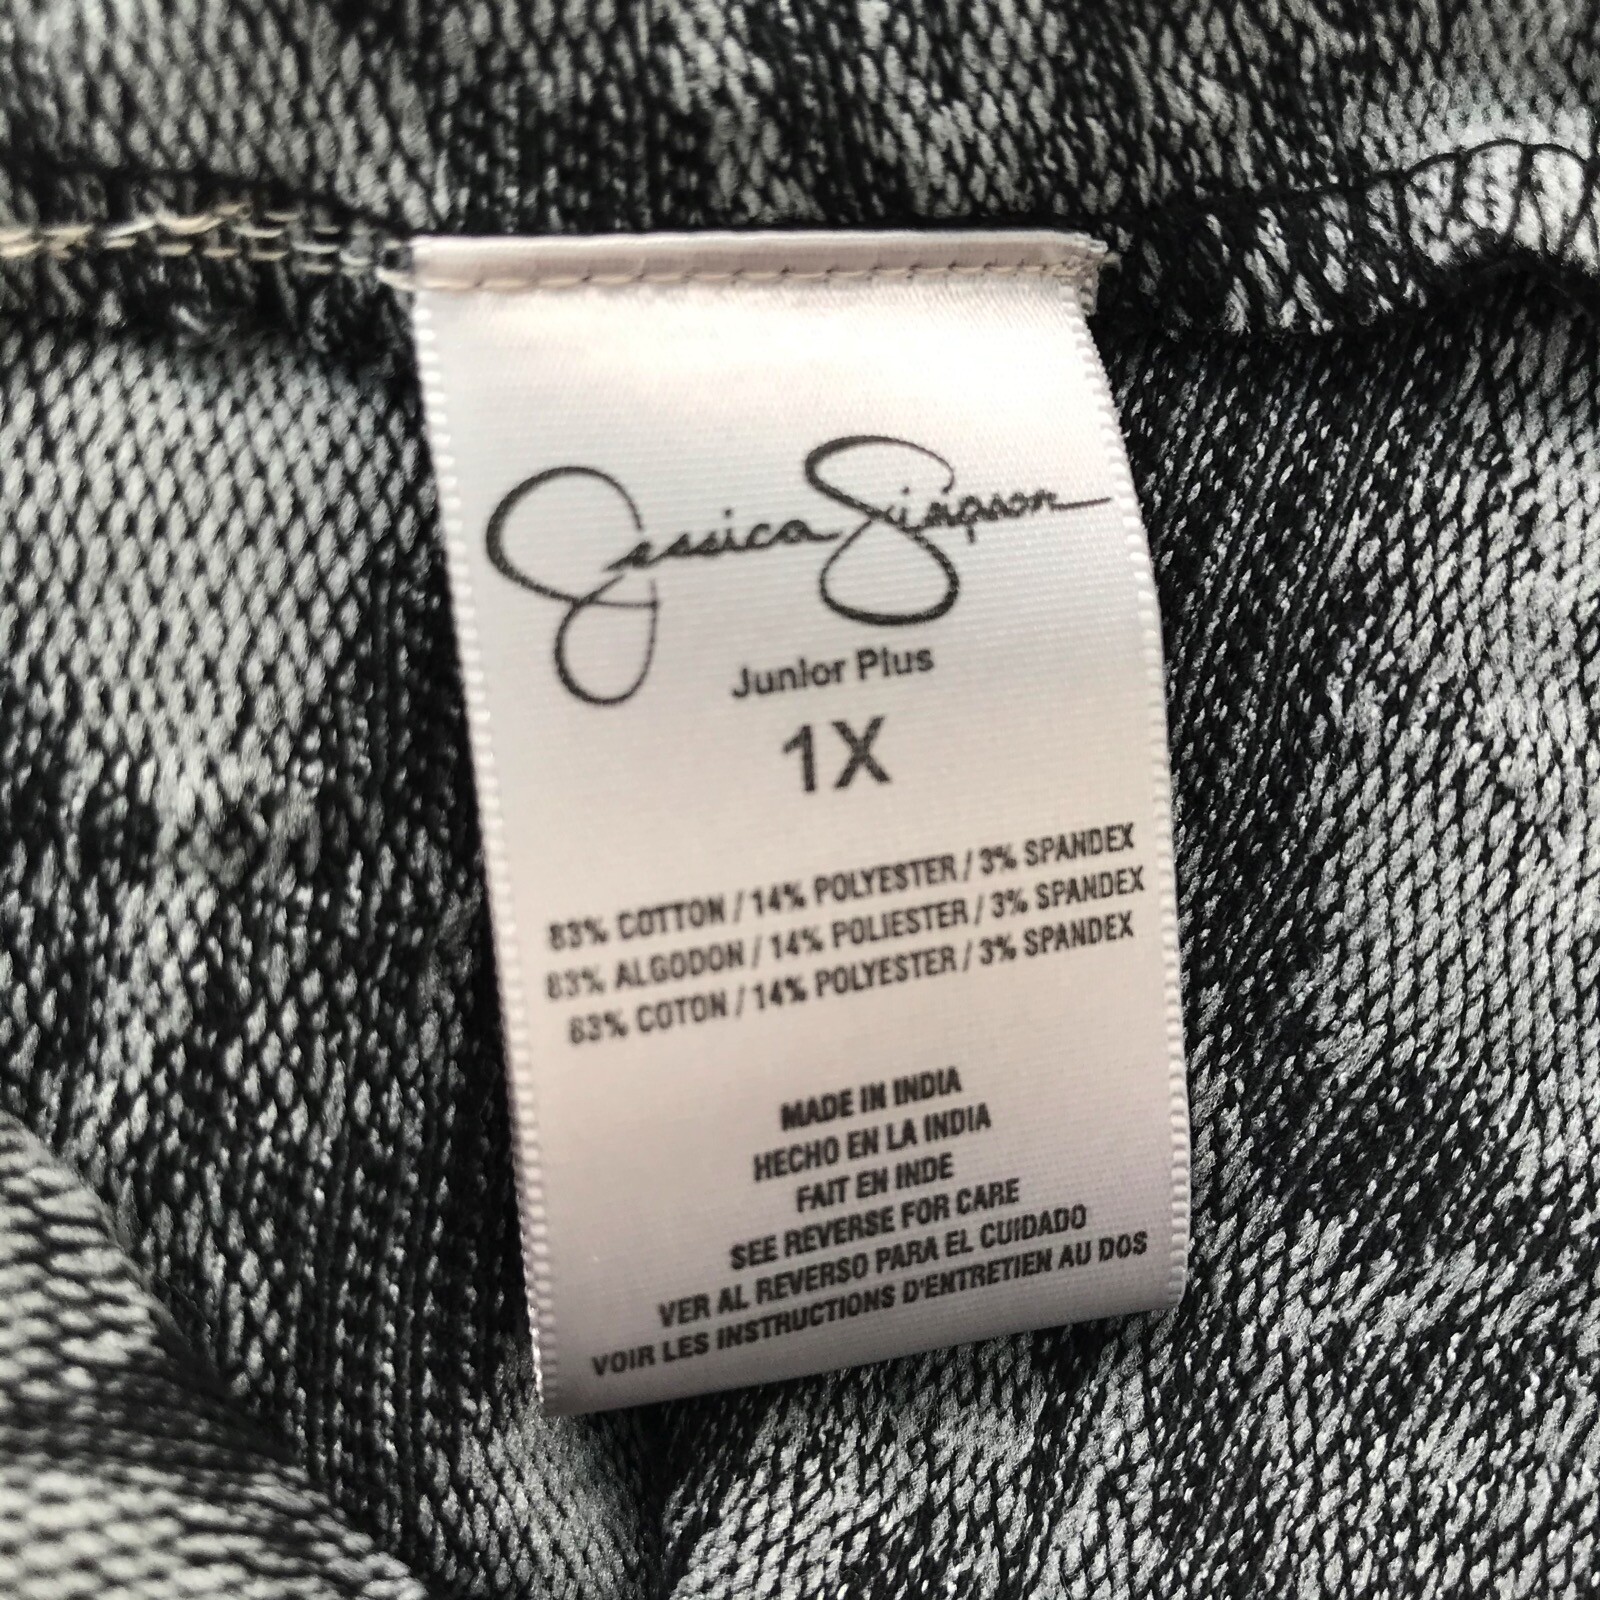 Jessica Simpson
Junior Plus
1X
83% COTTON / 14% POLYESTER / 3% SPANDEX
83% ALGODON / 14% POLIESTER / 3% SPANDEX
83% COTON / 14% POLYESTER / 3% SPANDEX
MADE IN INDIA
HECHO EN LA INDIA
FAIT EN INDE
SEE REVERSE FOR CARE
VER AL REVERSO PARA EL CUIDADO
VOIR LES INSTRUCTIONS D'ENTRETIEN AU DOS